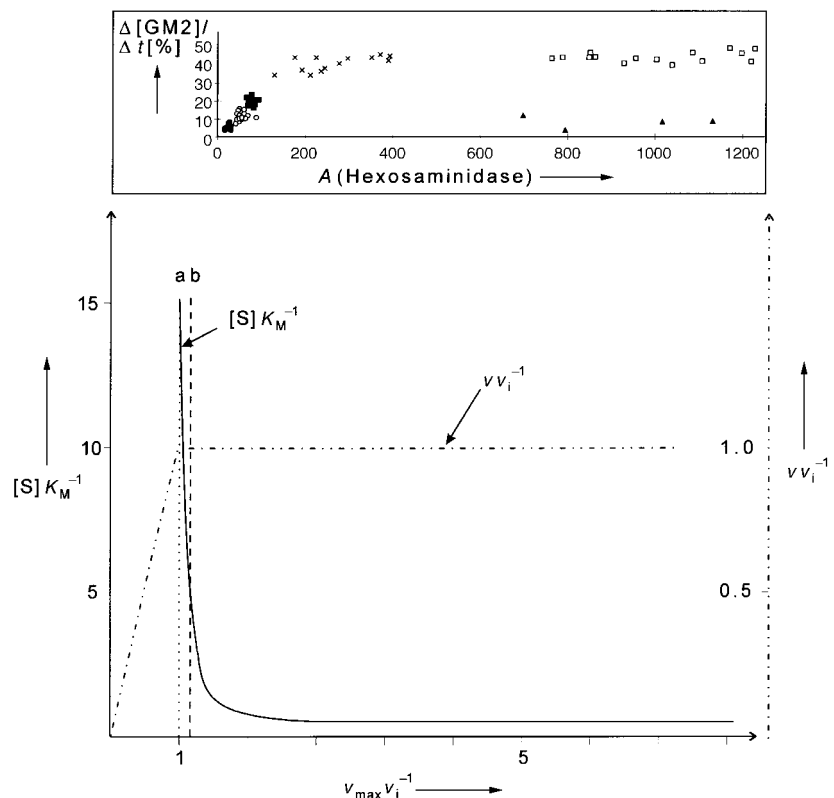 Δ [GM2]/
Δ t [%]
50
40
30
20
10
0
0 200 400 600 800 1000 1200
A (Hexosaminidase)
a b
[S] K_M^-1
15
v v_i^-1
10
1.0
[S] K_M^-1
v v_i^-1
5
0.5
1 5
v_max v_i^-1